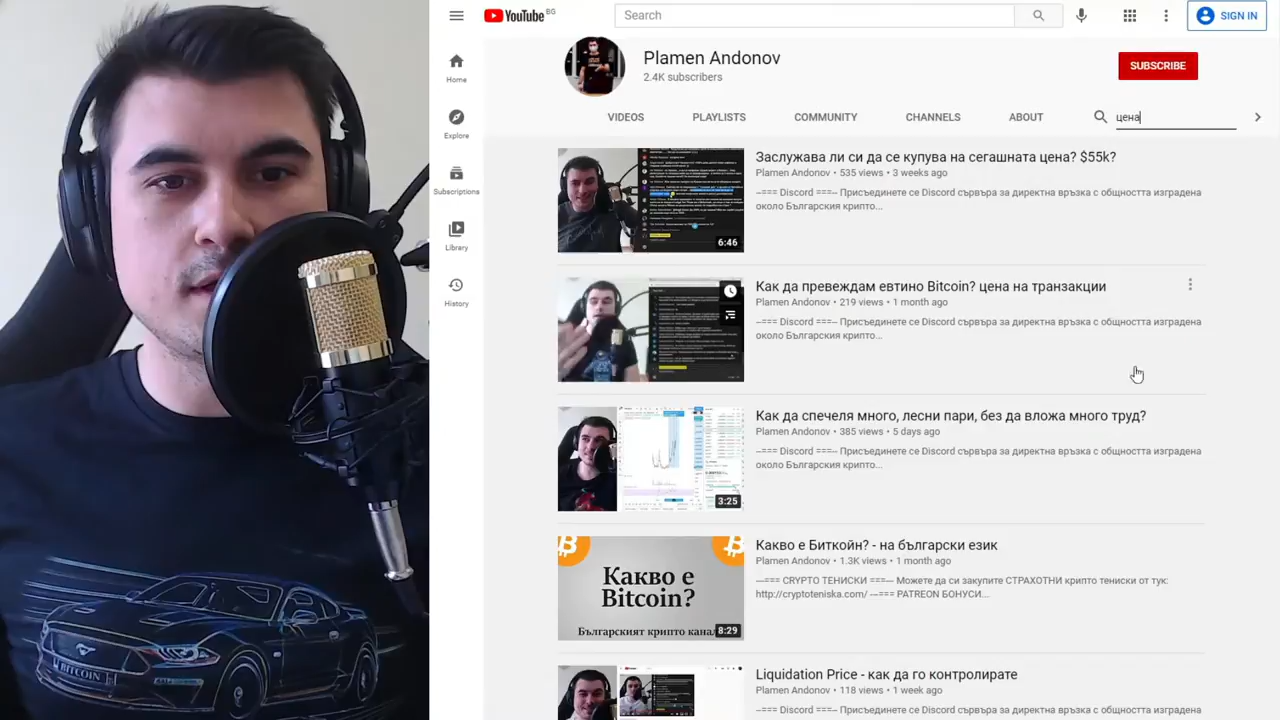 YouTube BG
Search
SIGN IN
Plamen Andonov
2.4K subscribers
SUBSCRIBE
Home
Explore
Subscriptions
Library
History
VIDEOS
PLAYLISTS
COMMUNITY
CHANNELS
ABOUT
цена
Заслужава ли си да се купува на сегашната цена?
Plamen Andonov • 535 views • 3 weeks ago
--=== Discord ===-- Присъединете се Discord сървъра за директна връзка с общността изградена
около Българския крипто...
6:46
Как да превеждам евтино Bitcoin? цена на транзакции
Plamen Andonov • 219 views • 1 month ago
--=== Discord ===-- Присъединете се Discord сървъра за директна връзка с общността изградена
около Българския крипто...
Как да спечеля много, лесни пари, без да вложа много труд?
Plamen Andonov • 385 views • 5 days ago
--=== Discord ===-- Присъединете се Discord сървъра за директна връзка с общността изградена
около Българския крипто...
3:25
Какво е
Bitcoin?
Българският крипто канал
8:29
Какво е Биткойн? - на български език
Plamen Andonov • 1.3K views • 1 month ago
---=== CRYPTO ТЕНИСКИ ===--- Можете да си закупите СТРАХОТНИ крипто тениски от тук:
http://cryptoteniska.com/ ---=== PATREON БОНУСИ...
Liquidation Price - как да го контролирате
Plamen Andonov • 118 views • 1 week ago
--=== Discord ===-- Присъединете се Discord сървъра за директна връзка с общността изградена
BITCOIN